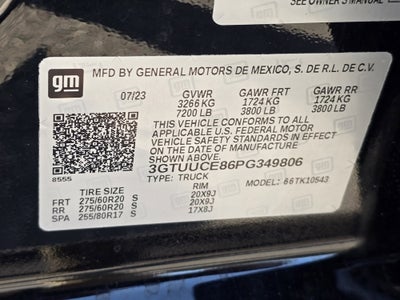 SEE OWNER'S MANUAL
gm
MFD BY GENERAL MOTORS DE MEXICO, S. DE R.L. DE C.V.
07/23 GVWR GAWR FRT GAWR RR
3266 KG 1724 KG 1724 KG
7200 LB 3800 LB 3800 LB
THIS VEHICLE CONFORMS TO ALL
APPLICABLE U.S. FEDERAL MOTOR
VEHICLE SAFETY STANDARDS IN
EFFECT ON THE DATE OF
MANUFACTURE SHOWN ABOVE.
3GTUUCE86PG349806
8555 TYPE: TRUCK 66TK10543
TIRE SIZE RIM
FRT 275/60R20 S 20X9J
RR 275/60R20 S 20X9J
SPA 255/80R17 S 17X8J